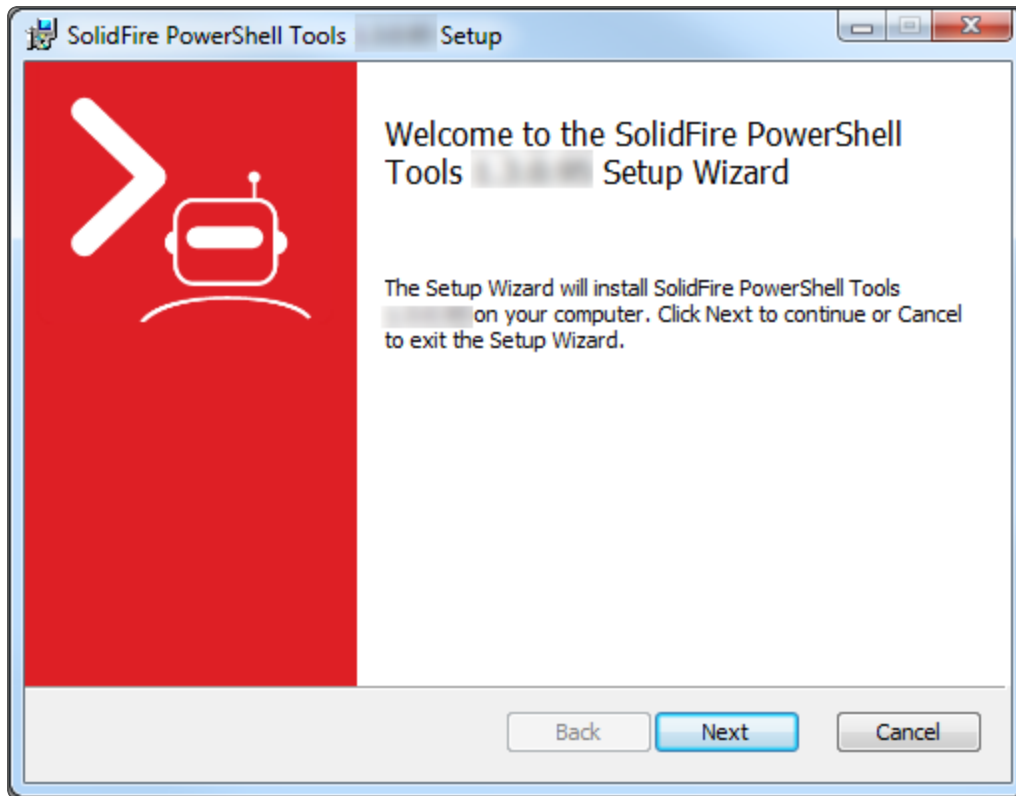 SolidFire PowerShell Tools Setup
Welcome to the SolidFire PowerShell
Tools Setup Wizard
The Setup Wizard will install SolidFire PowerShell Tools
on your computer. Click Next to continue or Cancel
to exit the Setup Wizard.
Back Next Cancel